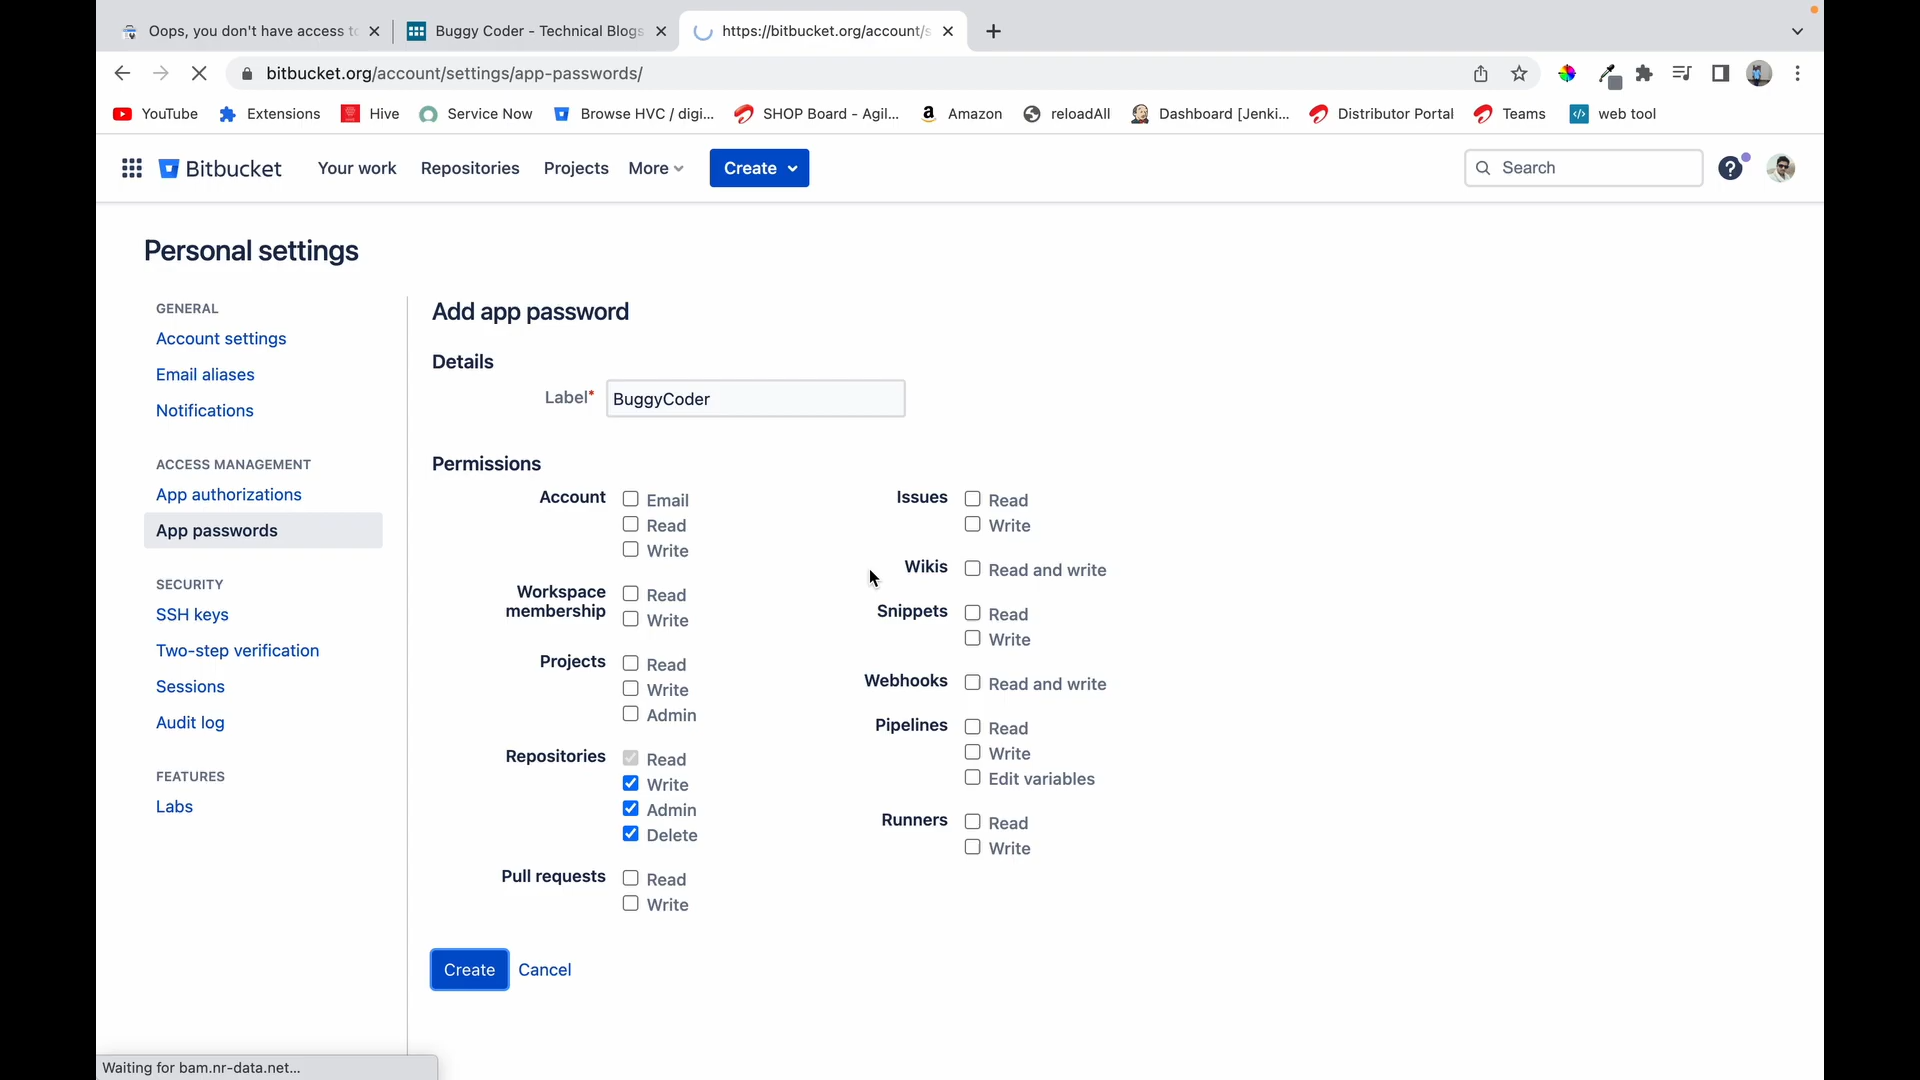 Oops, you don't have access to
Buggy Coder - Technical Blogs
https://bitbucket.org/account/s
bitbucket.org/account/settings/app-passwords/
YouTube Extensions Hive Service Now Browse HVC / digi... SHOP Board - Agil... Amazon reloadAll Dashboard [Jenki... Distributor Portal Teams web tool
Bitbucket Your work Repositories Projects More Create Search
Personal settings
GENERAL
Account settings
Email aliases
Notifications
ACCESS MANAGEMENT
App authorizations
App passwords
SECURITY
SSH keys
Two-step verification
Sessions
Audit log
FEATURES
Labs
Add app password
Details
Label* BuggyCoder
Permissions
Account Email
Read
Write
Workspace membership Read
Write
Projects Read
Write
Admin
Repositories Read
Write
Admin
Delete
Pull requests Read
Write
Issues Read
Write
Wikis Read and write
Snippets Read
Write
Webhooks Read and write
Pipelines Read
Write
Edit variables
Runners Read
Write
Create Cancel
Waiting for bam.nr-data.net...